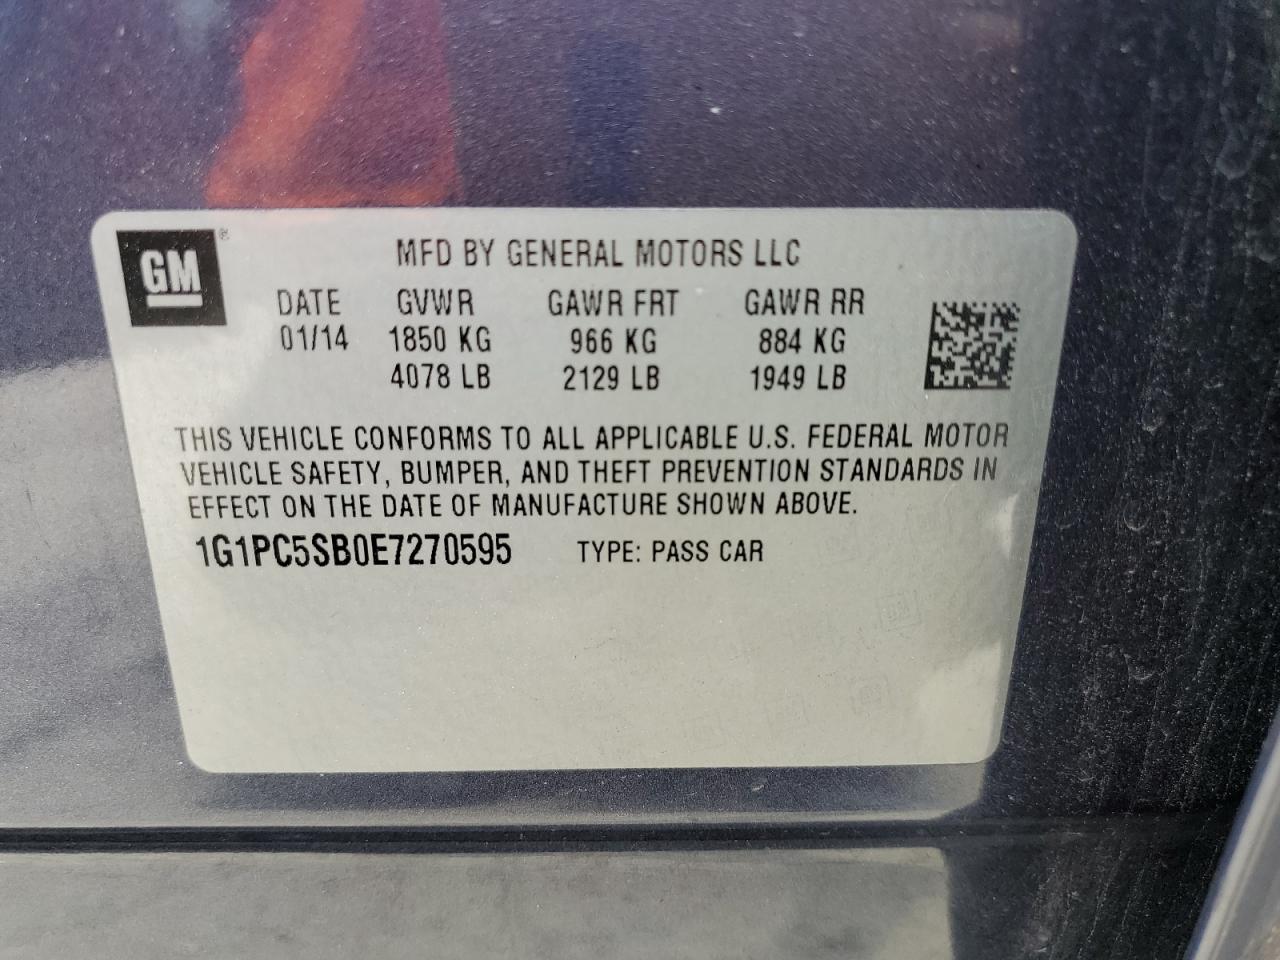 GM®
MFD BY GENERAL MOTORS LLC
DATE GVWR GAWR FRT GAWR RR
01/14 1850 KG 966 KG 884 KG
4078 LB 2129 LB 1949 LB
THIS VEHICLE CONFORMS TO ALL APPLICABLE U.S. FEDERAL MOTOR
VEHICLE SAFETY, BUMPER, AND THEFT PREVENTION STANDARDS IN
EFFECT ON THE DATE OF MANUFACTURE SHOWN ABOVE.
1G1PC5SB0E7270595 TYPE: PASS CAR